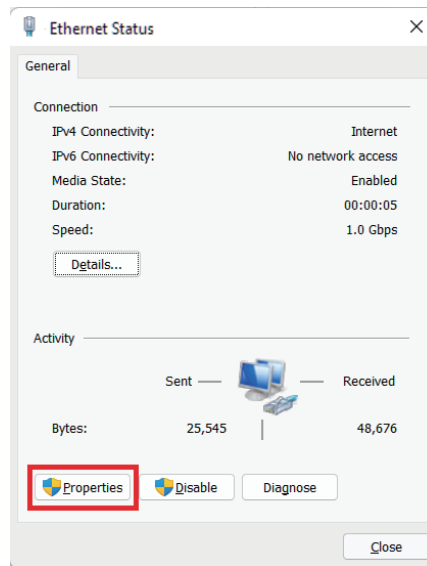 Ethernet Status
General
Connection
IPv4 Connectivity: Internet
IPv6 Connectivity: No network access
Media State: Enabled
Duration: 00:00:05
Speed: 1.0 Gbps
Details...
Activity
Sent Received
Bytes: 25,545 48,676
Properties Disable Diagnose
Close